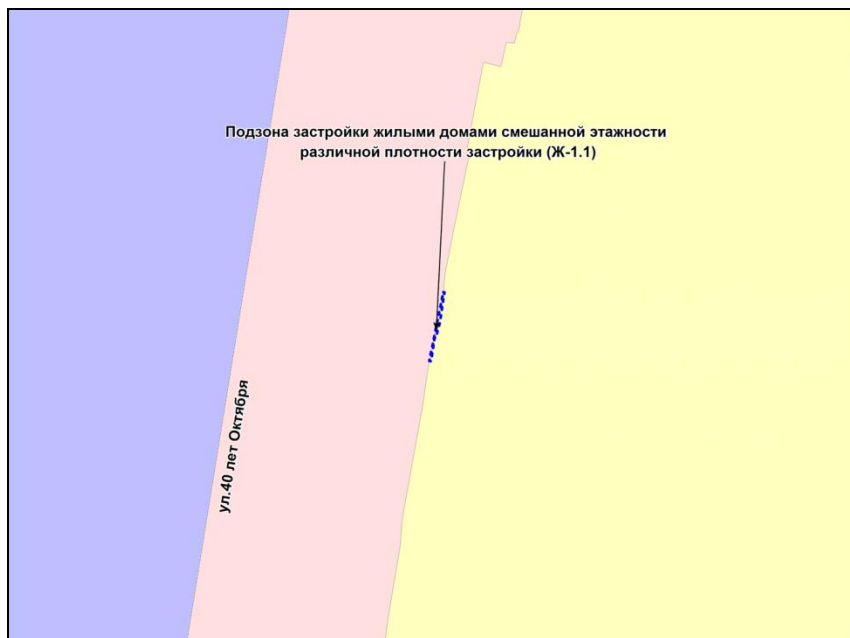 Подзона застройки жилыми домами смешанной этажности
различной плотности застройки (Ж-1.1)
ул.40 лет Октября